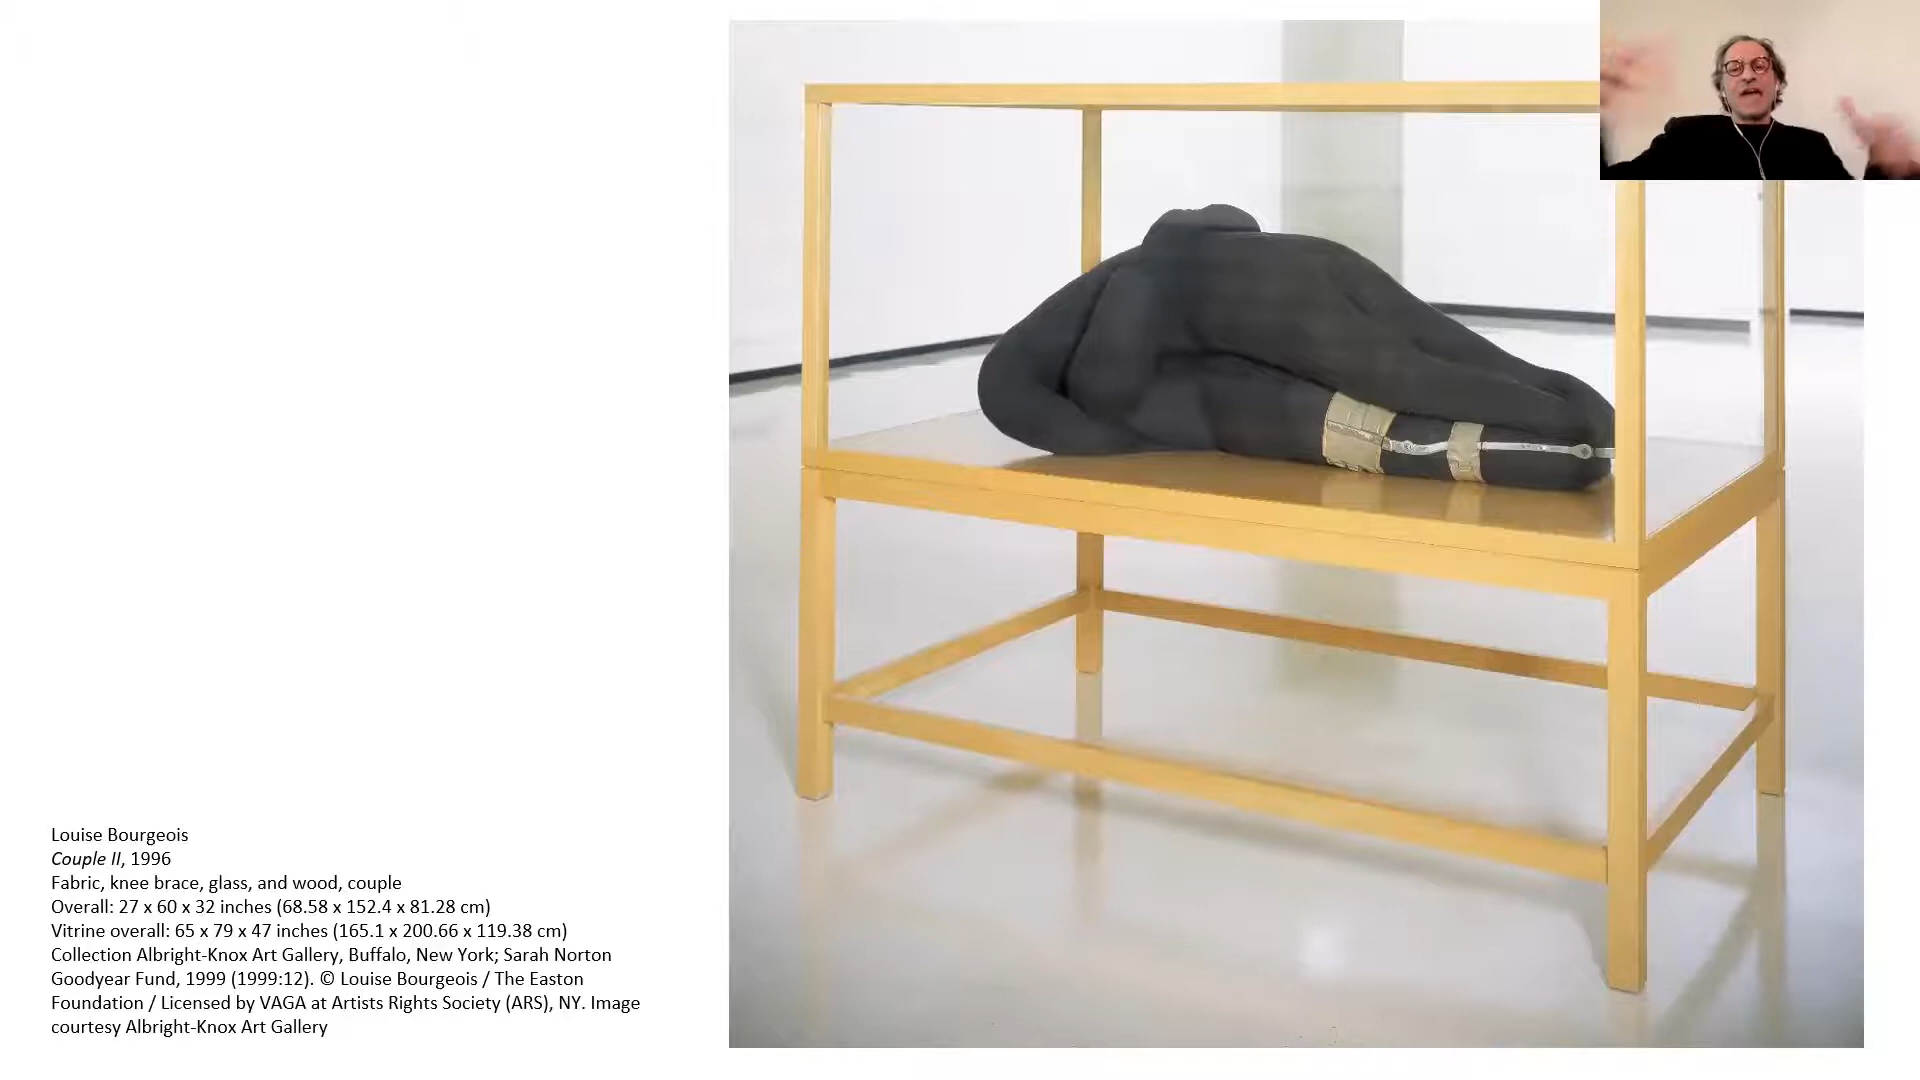 Louise Bourgeois
Couple II, 1996
Fabric, knee brace, glass, and wood, couple
Overall: 27 x 60 x 32 inches (68.58 x 152.4 x 81.28 cm)
Vitrine overall: 65 x 79 x 47 inches (165.1 x 200.66 x 119.38 cm)
Collection Albright-Knox Art Gallery, Buffalo, New York; Sarah Norton
Goodyear Fund, 1999 (1999:12). © Louise Bourgeois / The Easton
Foundation / Licensed by VAGA at Artists Rights Society (ARS), NY. Image
courtesy Albright-Knox Art Gallery